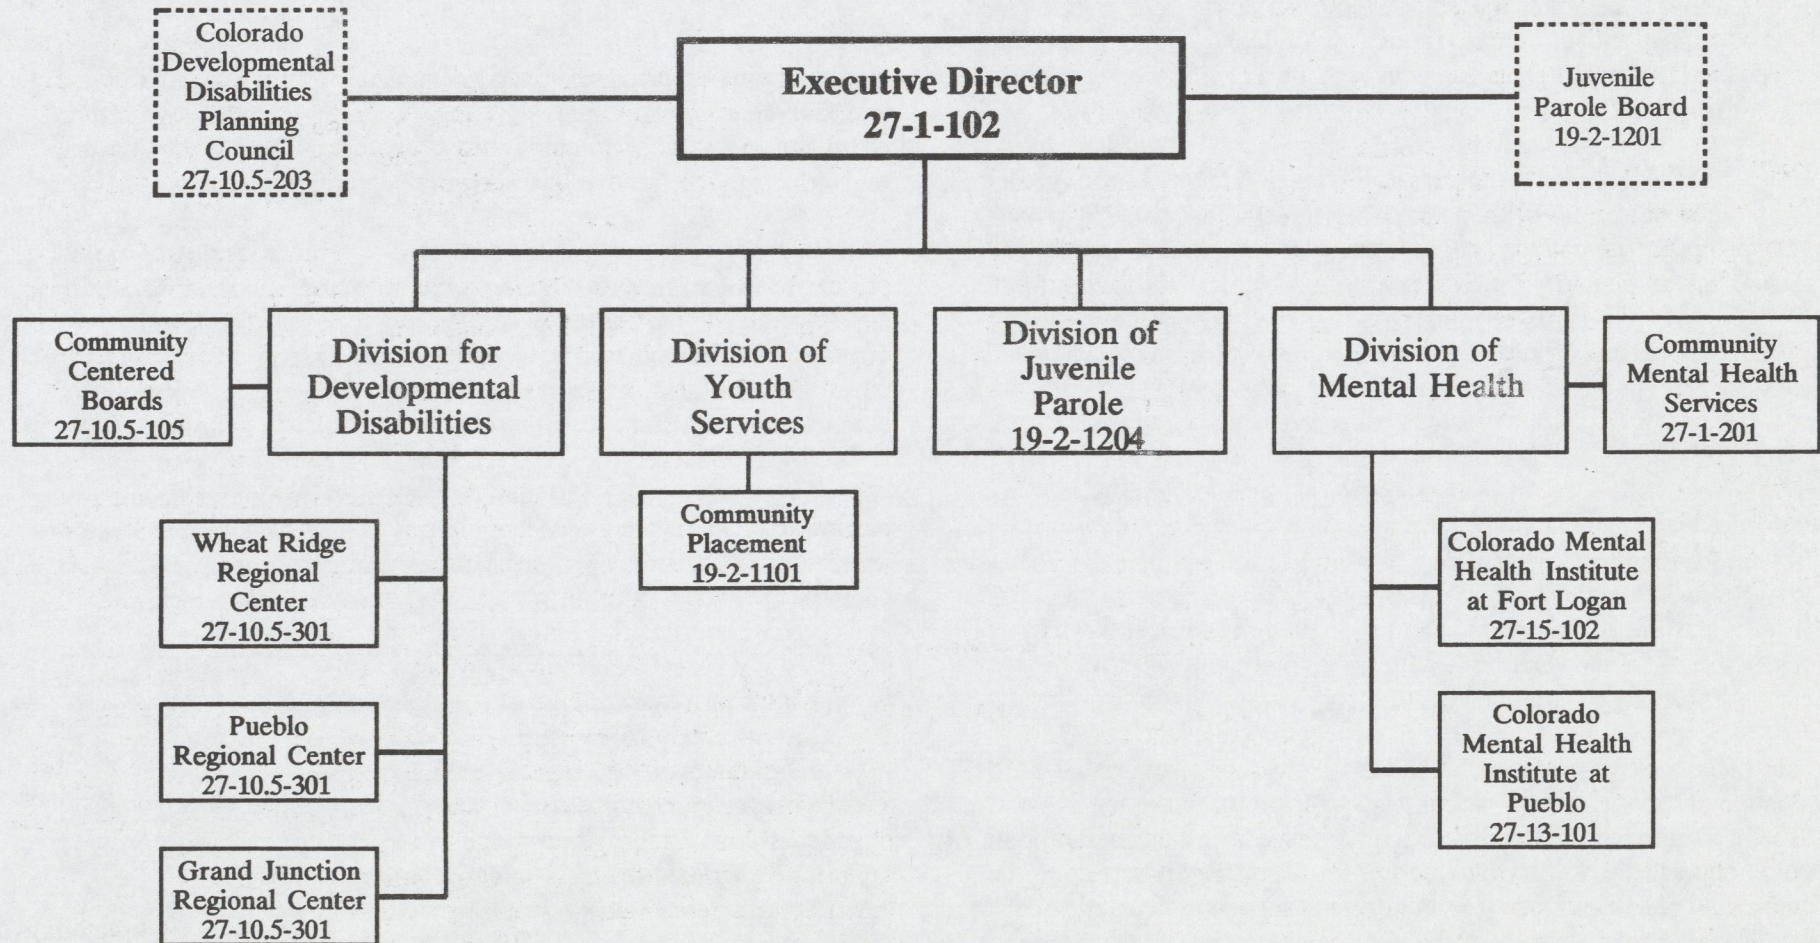 Colorado
Developmental
Disabilities
Planning
Council
27-10.5-203
Executive Director
27-1-102
Juvenile
Parole Board
19-2-1201
Community
Centered
Boards
27-10.5-105
Division for
Developmental
Disabilities
Division of
Youth
Services
Division of
Juvenile
Parole
19-2-1204
Division of
Mental Health
Community
Mental Health
Services
27-1-201
Community
Placement
19-2-1101
Wheat Ridge
Regional
Center
27-10.5-301
Pueblo
Regional Center
27-10.5-301
Grand Junction
Regional Center
27-10.5-301
Colorado Mental
Health Institute
at Fort Logan
27-15-102
Colorado
Mental Health
Institute at
Pueblo
27-13-101